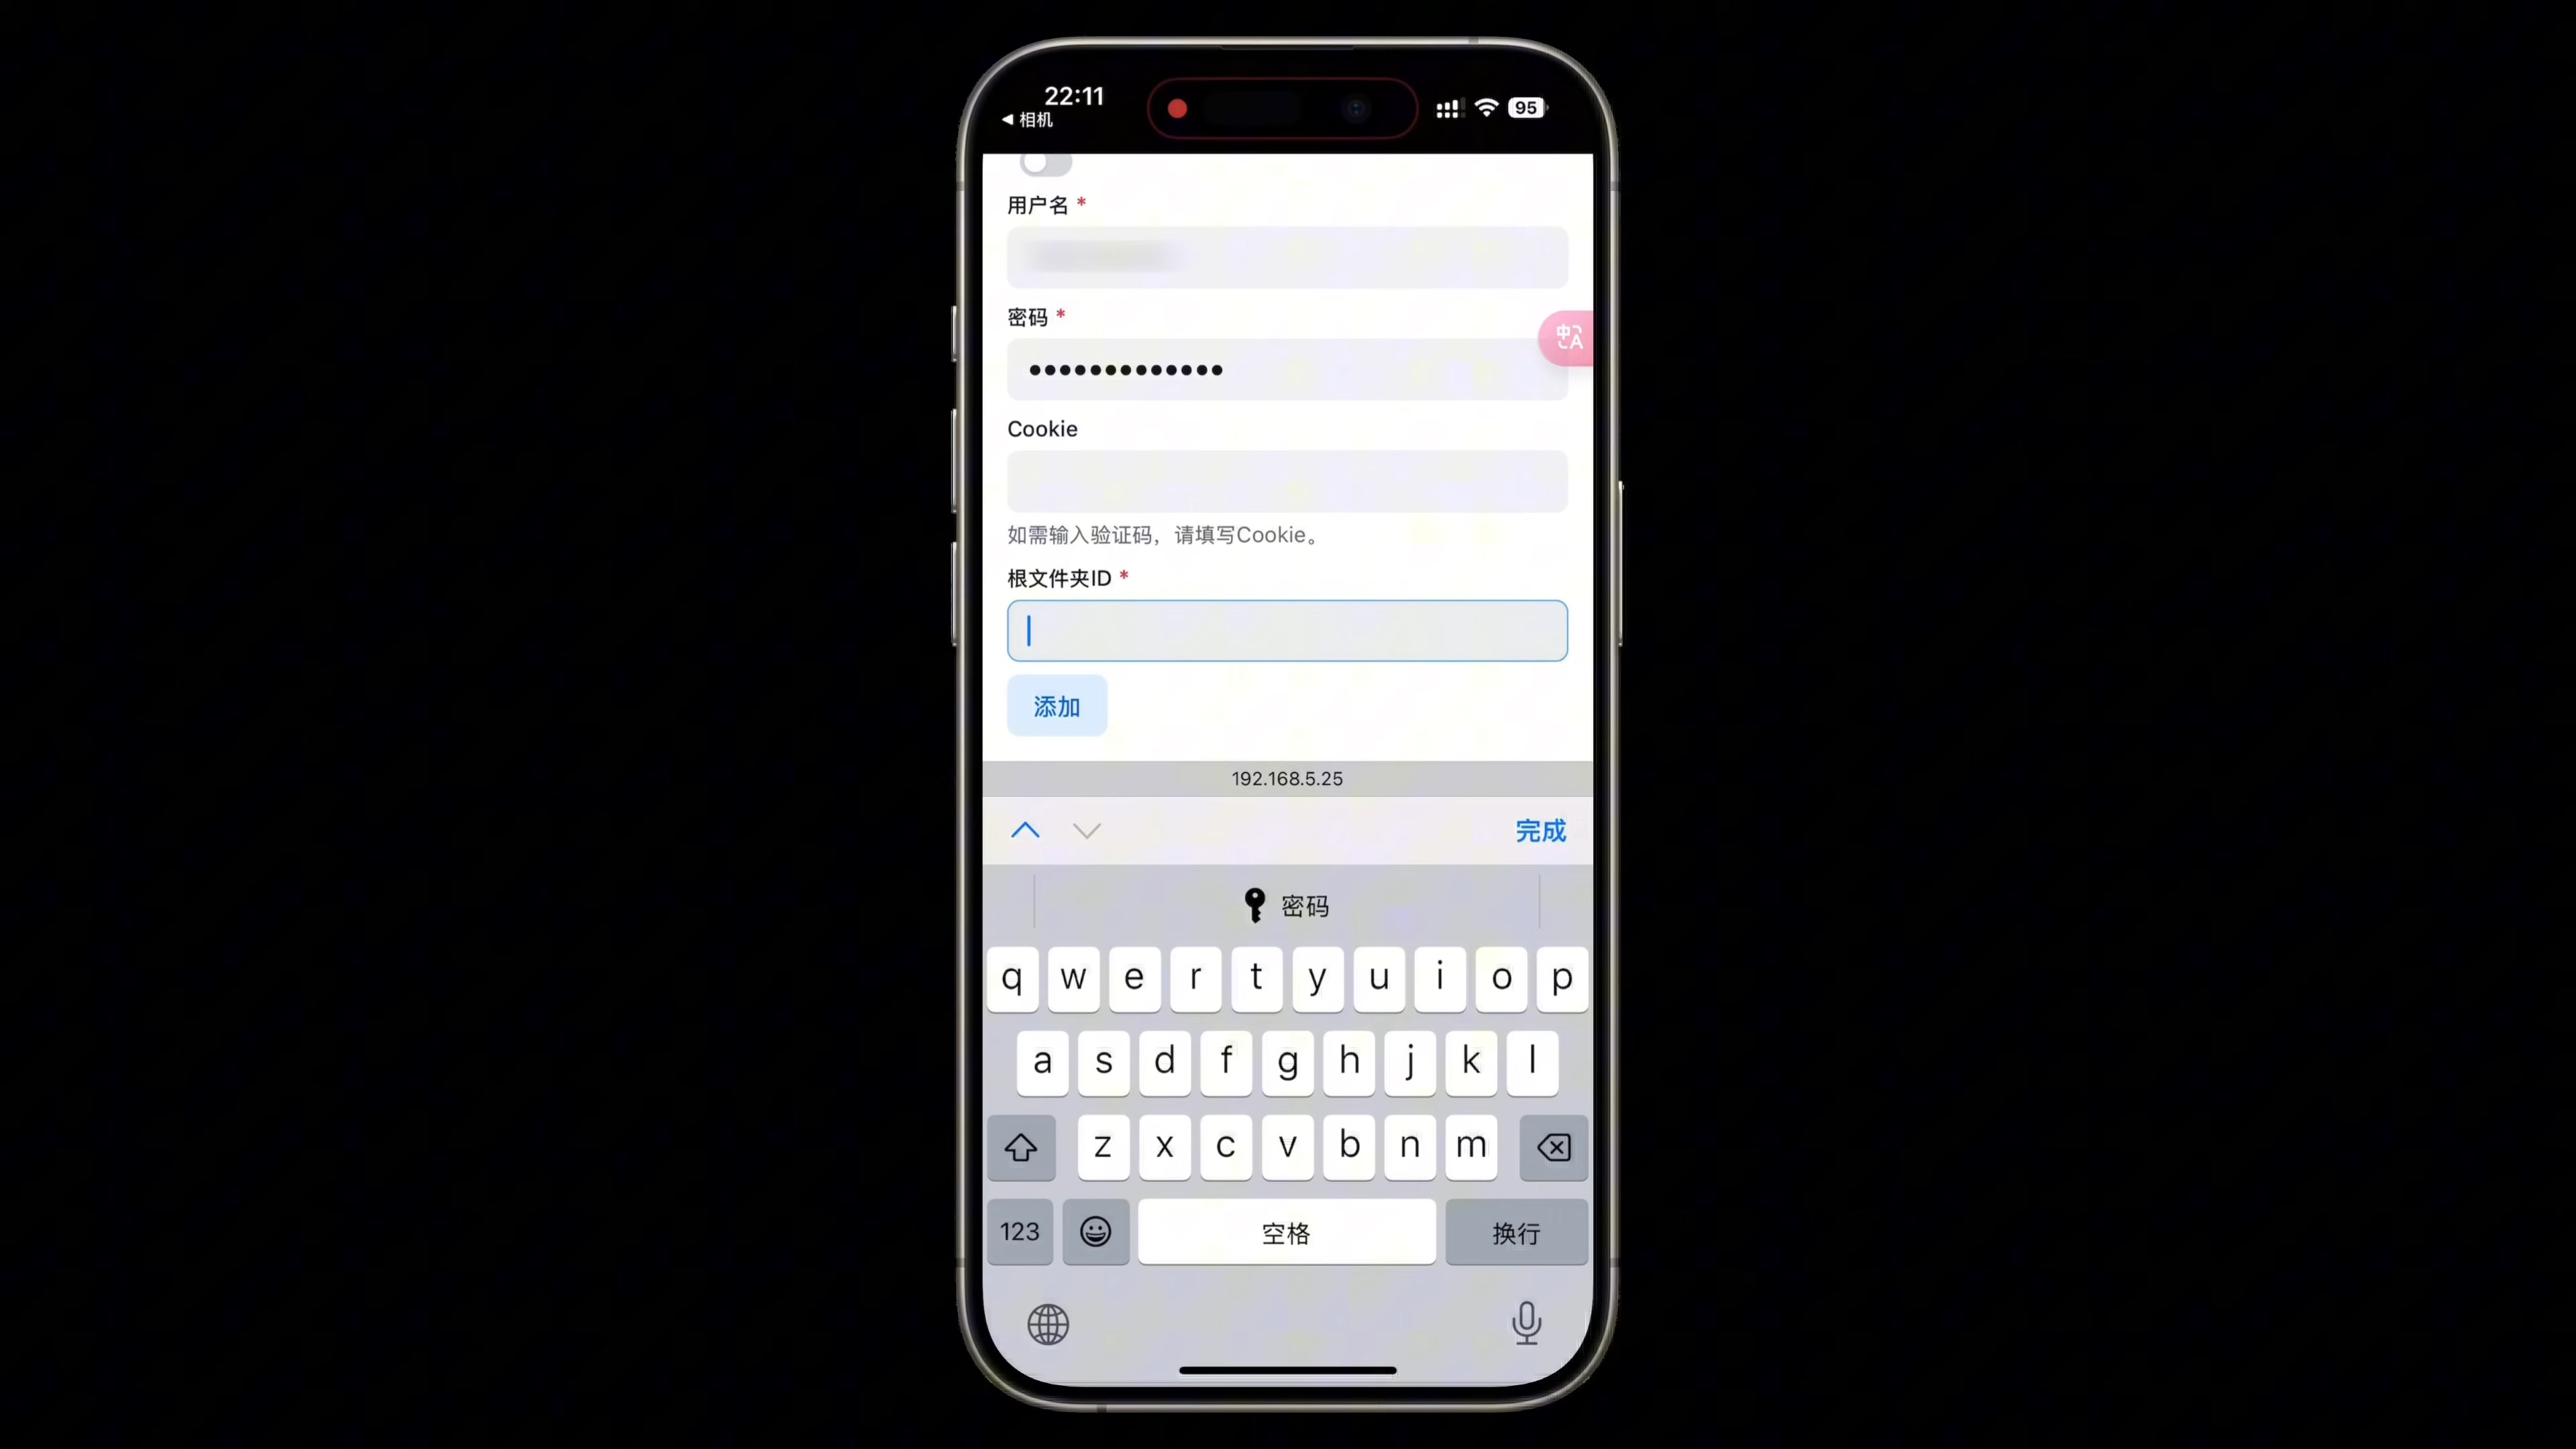 22:11
◀ 相机
95
用户名 *
密码 *
•••••••••••••
Cookie
如需输入验证码，请填写Cookie。
根文件夹ID *
添加
192.168.5.25
完成
密码
q w e r t y u i o p
a s d f g h j k l
z x c v b n m
123 空格 换行
中A